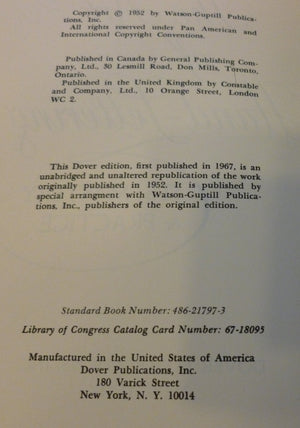 Copyright © 1952 by Watson-Guptill Publica-
tions, Inc.
All rights reserved under Pan American and
International Copyright Conventions.
Published in Canada by General Publishing Com-
pany, Ltd., 30 Lesmill Road, Don Mills, Toronto,
Ontario.
Published in the United Kingdom by Constable
and Company, Ltd., 10 Orange Street, London
WC 2.
This Dover edition, first published in 1967, is an
unabridged and unaltered republication of the work
originally published in 1952. It is published by
special arrangment with Watson-Guptill Publica-
tions, Inc., publishers of the original edition.
Standard Book Number: 486-21797-3
Library of Congress Catalog Card Number: 67-18095
Manufactured in the United States of America
Dover Publications, Inc.
180 Varick Street
New York, N. Y. 10014